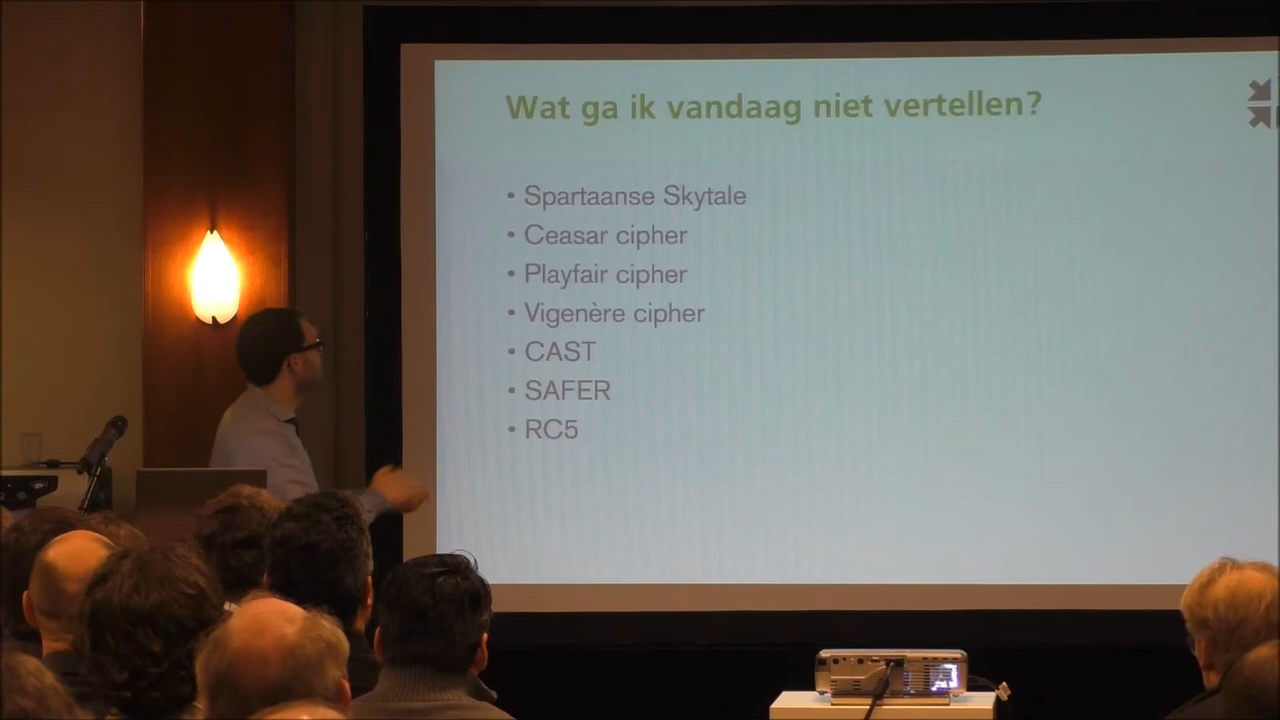 Wat ga ik vandaag niet vertellen?
• Spartaanse Skytale
• Ceasar cipher
• Playfair cipher
• Vigenère cipher
• CAST
• SAFER
• RC5